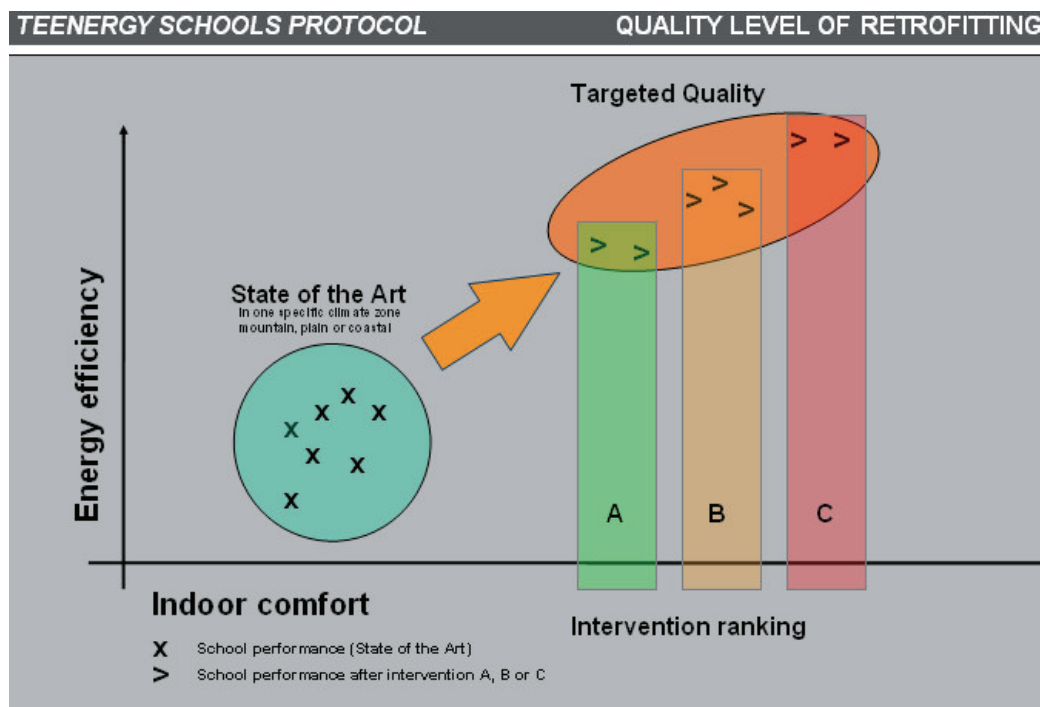 TEENERGY SCHOOLS PROTOCOL
QUALITY LEVEL OF RETROFITTING
Targeted Quality
> >
> > >
> >
State of the Art
In one specific climate zone
mountain, plain or coastal
Energy efficiency
X X X X X X X
A B C
Indoor comfort
Intervention ranking
X School performance (State of the Art)
> School performance after intervention A, B or C